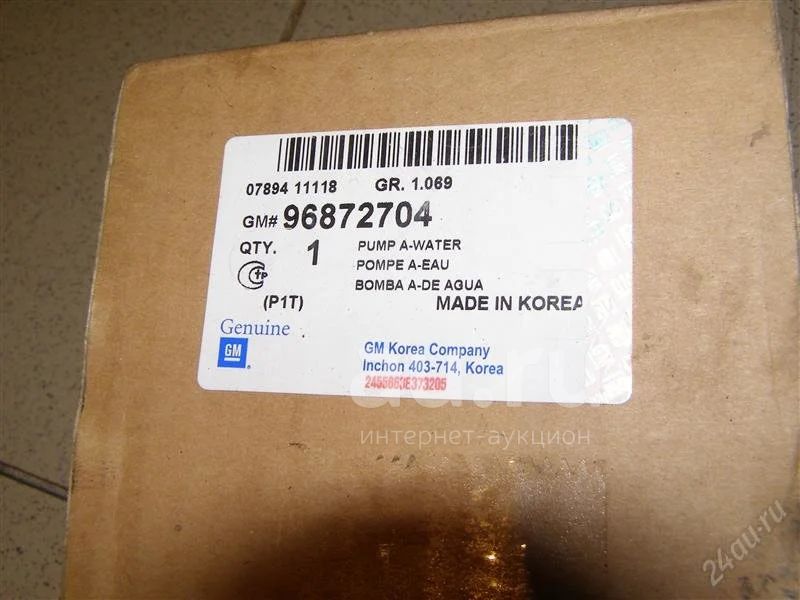 07894 11118 GR. 1.069
GM# 96872704
QTY. 1 PUMP A-WATER
POMPE A-EAU
BOMBA A-DE AGUA
(P1T) MADE IN KOREA
Genuine
GM
GM Korea Company
Inchon 403-714, Korea
интернет-аукцион
24au.ru